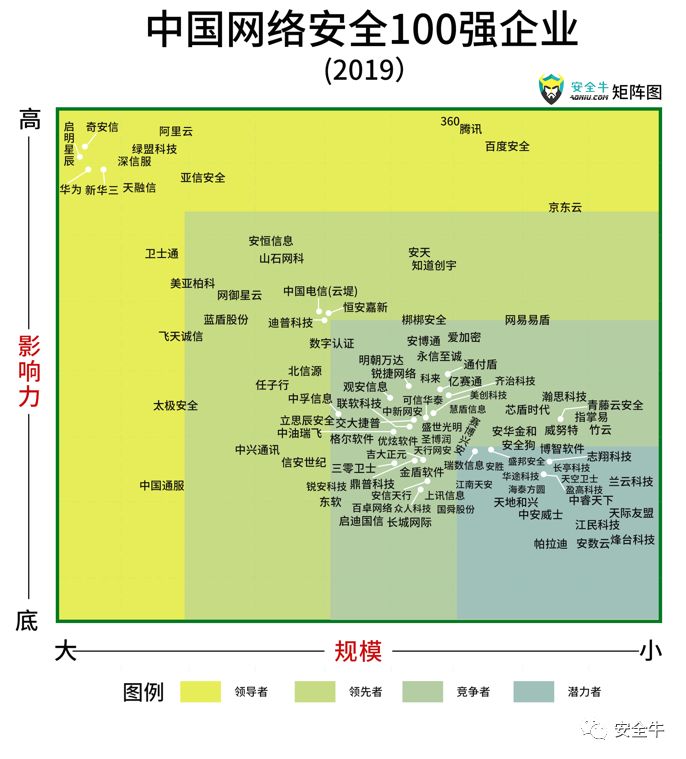 中国网络安全100强企业
(2019)
安全牛
AQNIU.COM
矩阵图
高
360
腾讯
启明星辰
奇安信
阿里云
绿盟科技
百度安全
深信服
华为
新华三
天融信
亚信安全
京东云
安恒信息
卫士通
山石网科
安天
知道创宇
美亚柏科
网御星云
中国电信(云堤)
恒安嘉新
蓝盾股份
迪普科技
梆梆安全
网易易盾
飞天诚信
数字认证
安博通
爱加密
影响力
明朝万达
永信至诚
通付盾
北信源
锐捷网络
科来
亿赛通
齐治科技
任子行
观安信息
中孚信息
可信华泰
美创科技
瀚思科技
太极安全
联软科技
中新网安
慧盾信息
芯盾时代
青藤云安全
指掌易
立思辰安全
交大捷普
盛世光明
赛博兴安
安华金和
威努特
竹云
中油瑞飞
格尔软件
优炫软件
圣博润
安全狗
中兴通讯
吉大正元
天行网安
博智软件
志翔科技
信安世纪
三零卫士
金盾软件
瑞数信息
安胜
盛邦安全
长亭科技
中国通服
锐安科技
鼎普科技
江南天安
华途科技
天空卫士
兰云科技
安信天行
上讯信息
海泰方圆
盈高科技
东软
百卓网络
众人科技
国舜股份
天地和兴
中睿天下
启迪国信
长城网际
中安威士
天际友盟
江民科技
帕拉迪
安数云
烽台科技
底
大
规模
小
图例
领导者
领先者
竞争者
潜力者
安全牛